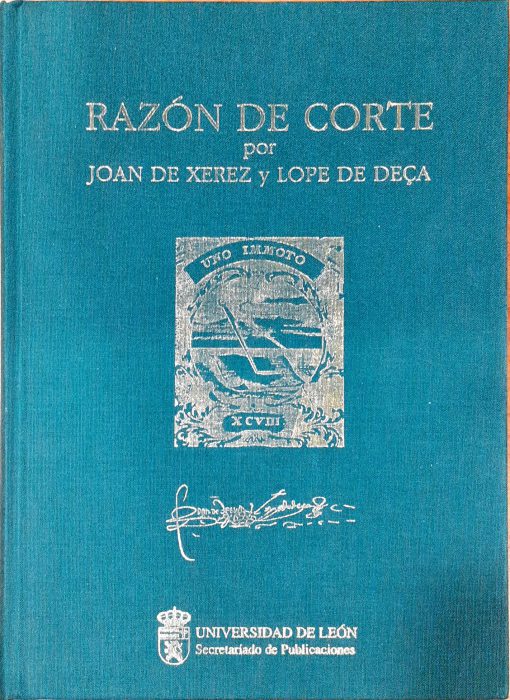 RAZÓN DE CORTE
por
JOAN DE XEREZ y LOPE DE DEÇA
UNO IMMOTO
XCVIII
UNIVERSIDAD DE LEÓN
Secretariado de Publicaciones